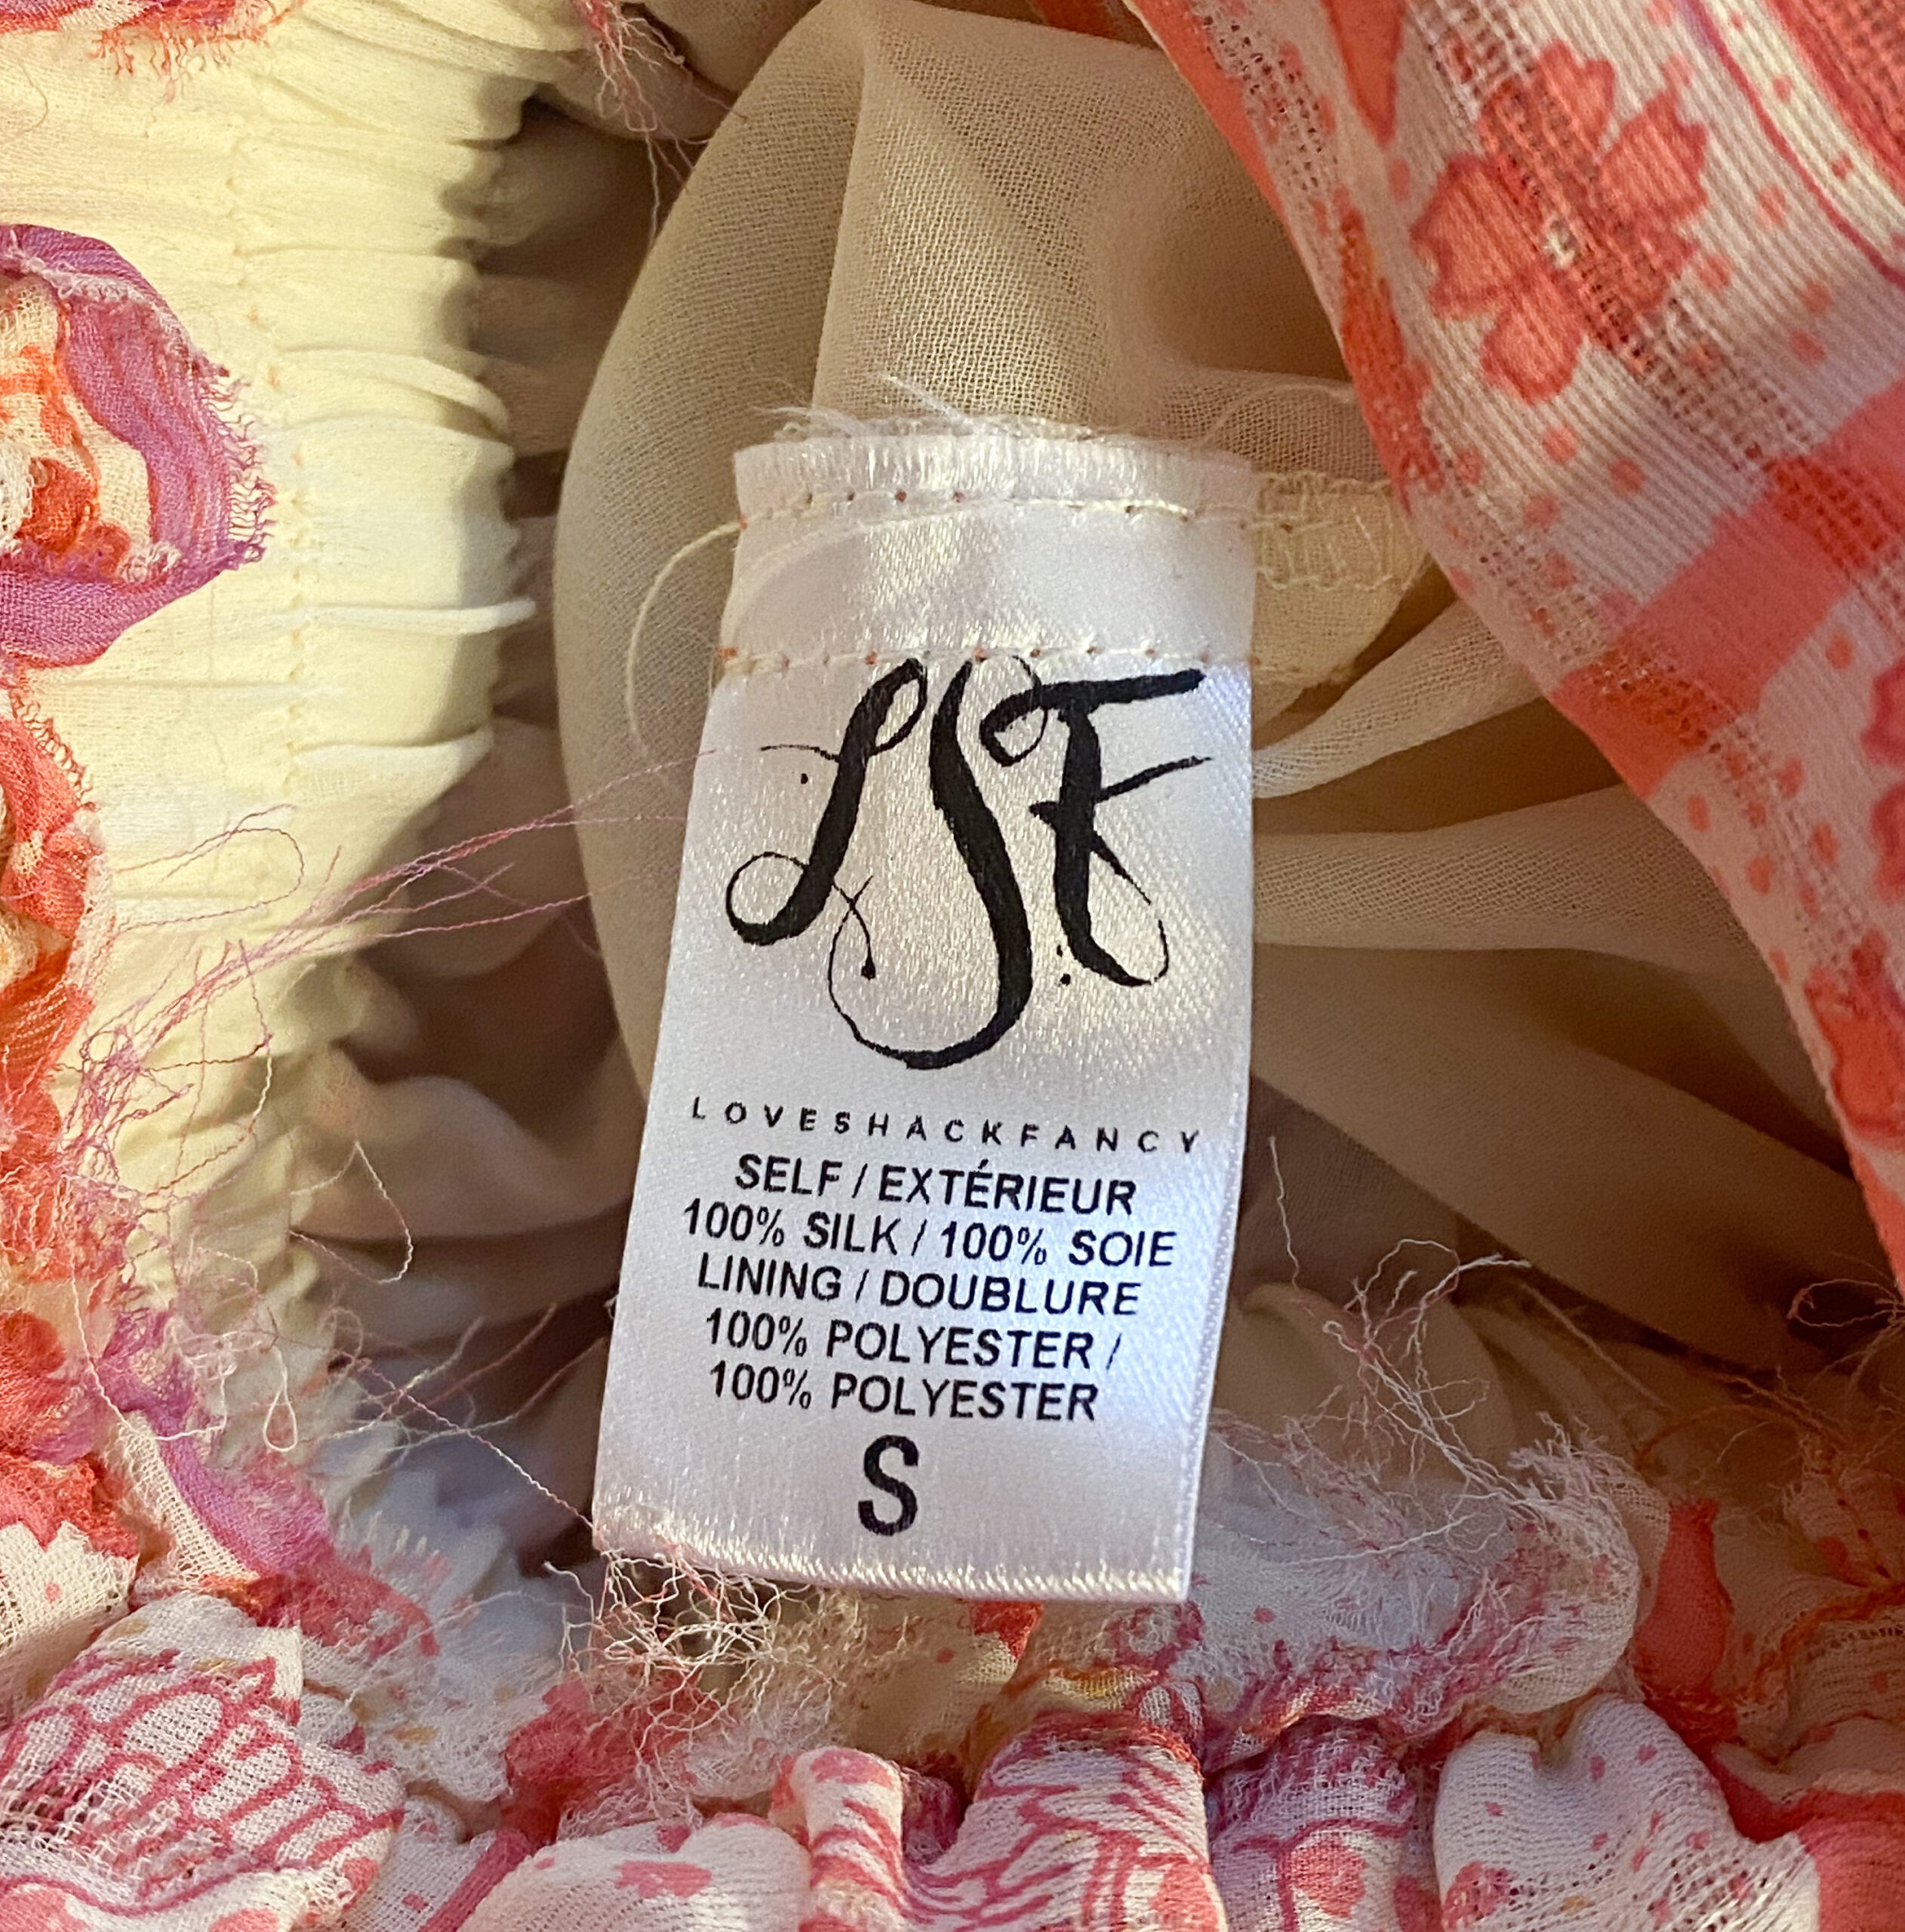 LSF
LOVESHACKFANCY
SELF / EXTÉRIEUR
100% SILK / 100% SOIE
LINING / DOUBLURE
100% POLYESTER /
100% POLYESTER
S